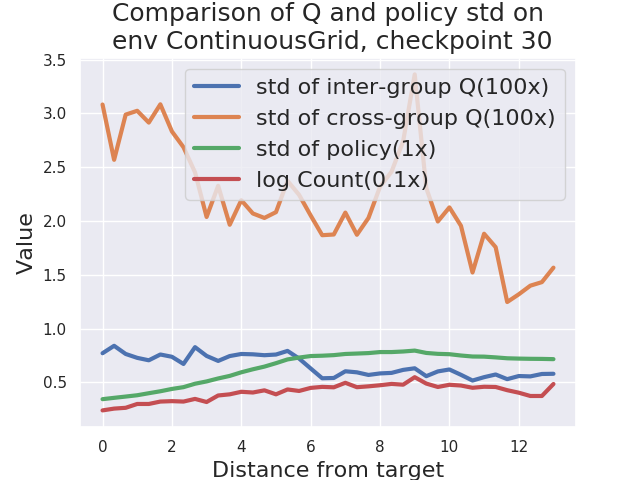 Comparison of Q and policy std on
env ContinuousGrid, checkpoint 30
3.5
3.0
2.5
2.0
1.5
1.0
0.5
Value
std of inter-group Q(100x)
std of cross-group Q(100x)
std of policy(1x)
log Count(0.1x)
0 2 4 6 8 10 12
Distance from target